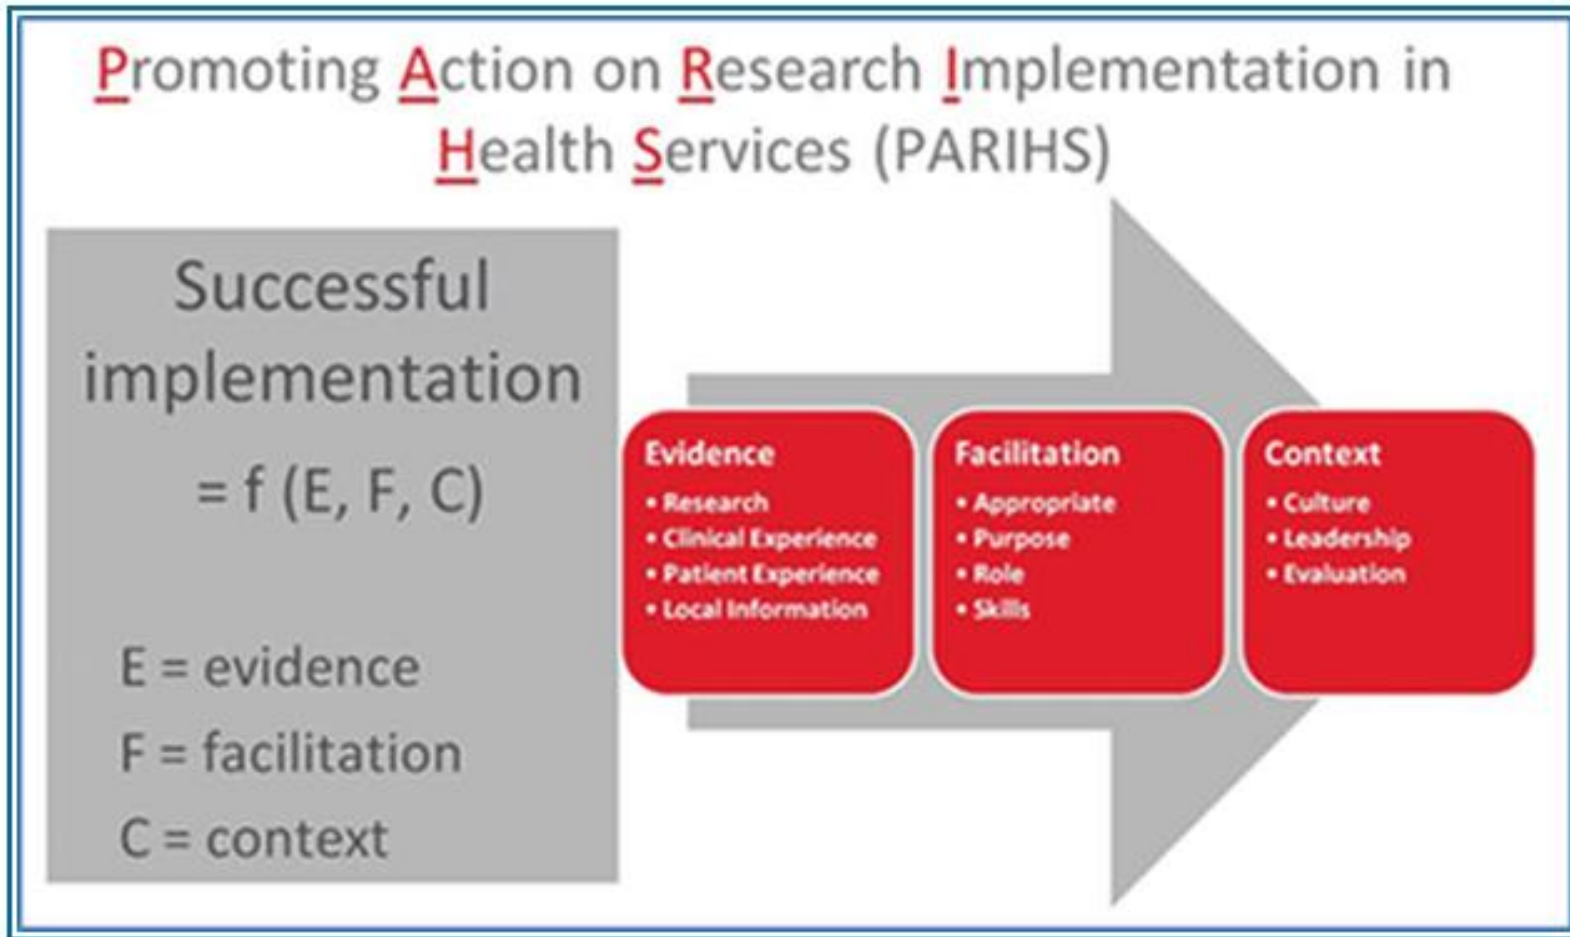 Promoting Action on Research Implementation in
Health Services (PARIHS)
Successful
implementation
= f (E, F, C)
E = evidence
F = facilitation
C = context
Evidence
• Research
• Clinical Experience
• Patient Experience
• Local Information
Facilitation
• Appropriate
• Purpose
• Role
• Skills
Context
• Culture
• Leadership
• Evaluation